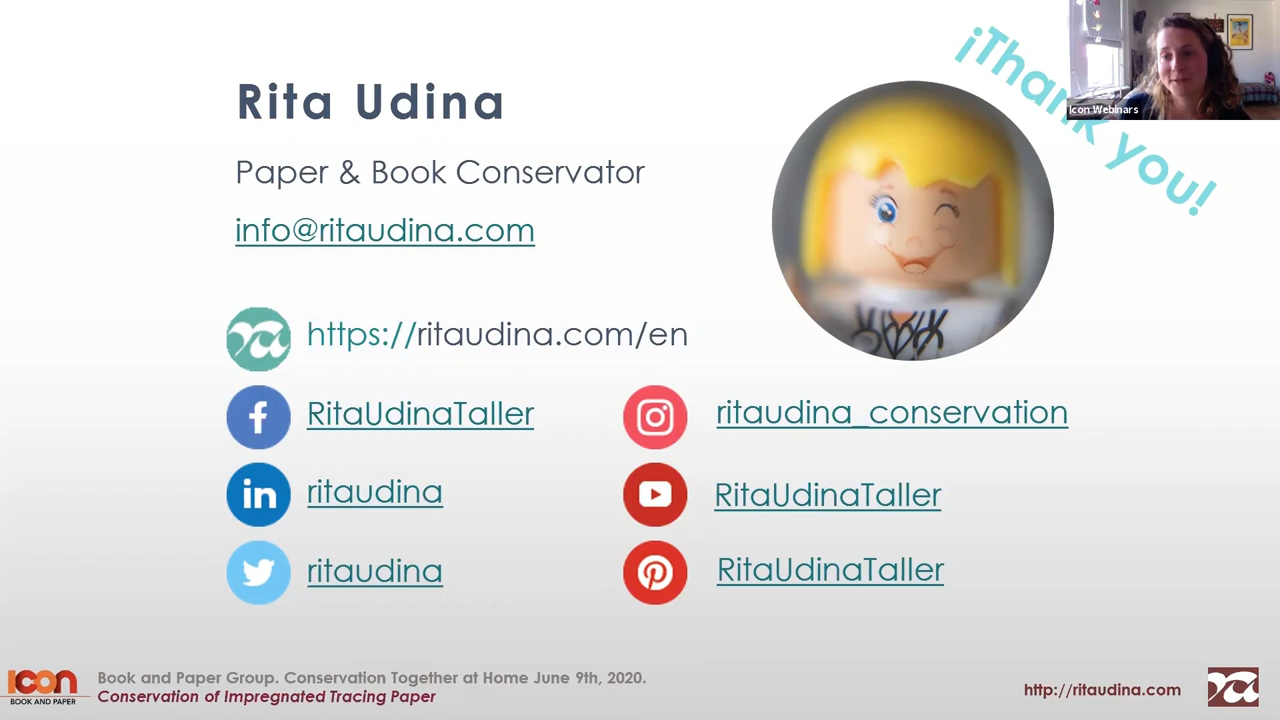 ¡Thank you!
Icon Webinars
Rita Udina
Paper & Book Conservator
info@ritaudina.com
https://ritaudina.com/en
RitaUdinaTaller
ritaudina_conservation
ritaudina
RitaUdinaTaller
ritaudina
RitaUdinaTaller
icon
BOOK AND PAPER
Book and Paper Group. Conservation Together at Home June 9th, 2020.
Conservation of Impregnated Tracing Paper
http://ritaudina.com